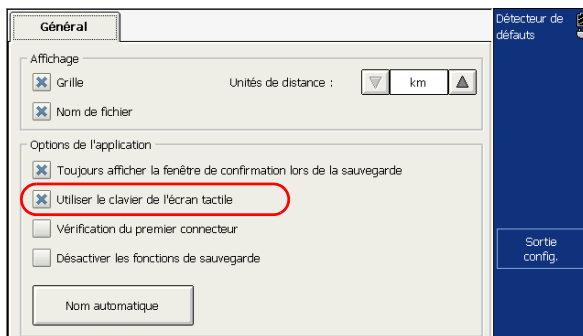 Général
Détecteur de
défauts
Affichage
Grille
Unités de distance :
km
Nom de fichier
Options de l'application
Toujours afficher la fenêtre de confirmation lors de la sauvegarde
Utiliser le clavier de l'écran tactile
Vérification du premier connecteur
Désactiver les fonctions de sauvegarde
Nom automatique
Sortie
config.